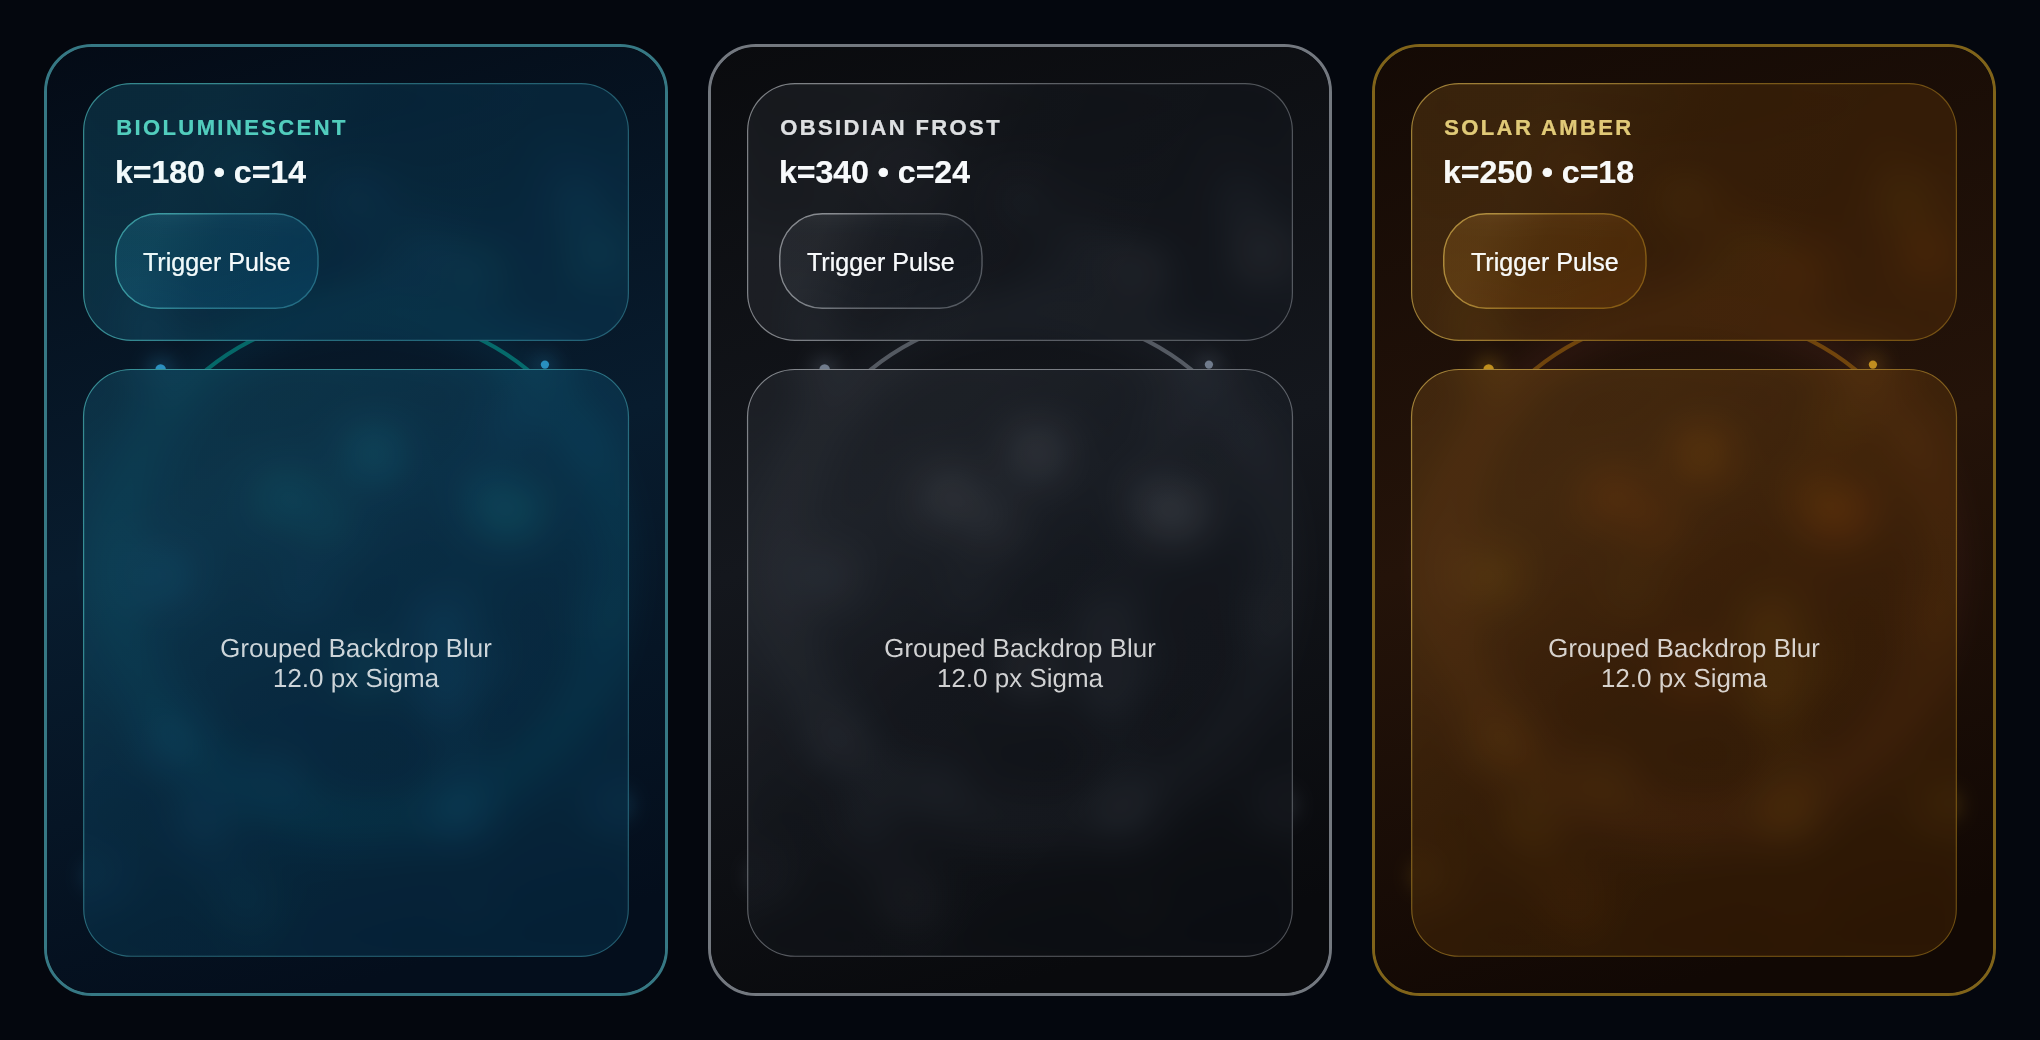 BIOLUMINESCENT
k=180 • c=14
Trigger Pulse
Grouped Backdrop Blur
12.0 px Sigma
OBSIDIAN FROST
k=340 • c=24
Trigger Pulse
Grouped Backdrop Blur
12.0 px Sigma
SOLAR AMBER
k=250 • c=18
Trigger Pulse
Grouped Backdrop Blur
12.0 px Sigma